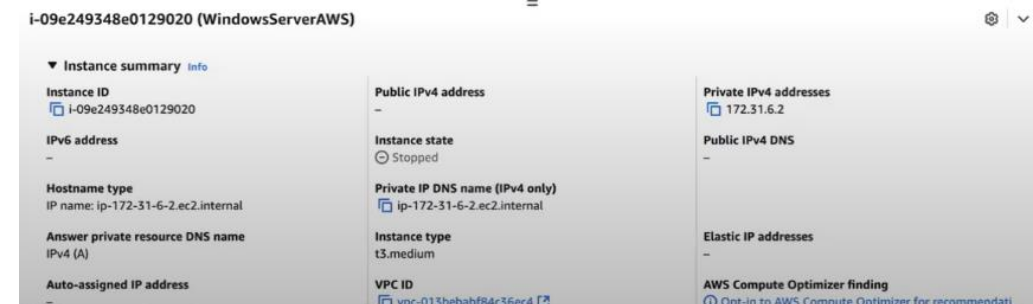 i-09e249348e0129020 (WindowsServerAWS)
Instance summary Info
Instance ID
i-09e249348e0129020
Public IPv4 address
–
Private IPv4 addresses
172.31.6.2
IPv6 address
–
Instance state
Stopped
Public IPv4 DNS
–
Hostname type
IP name: ip-172-31-6-2.ec2.internal
Private IP DNS name (IPv4 only)
ip-172-31-6-2.ec2.internal
Answer private resource DNS name
IPv4 (A)
Instance type
t3.medium
Elastic IP addresses
–
Auto-assigned IP address
–
VPC ID
AWS Compute Optimizer finding
Opt-in to AWS Compute Optimizer for recommendati